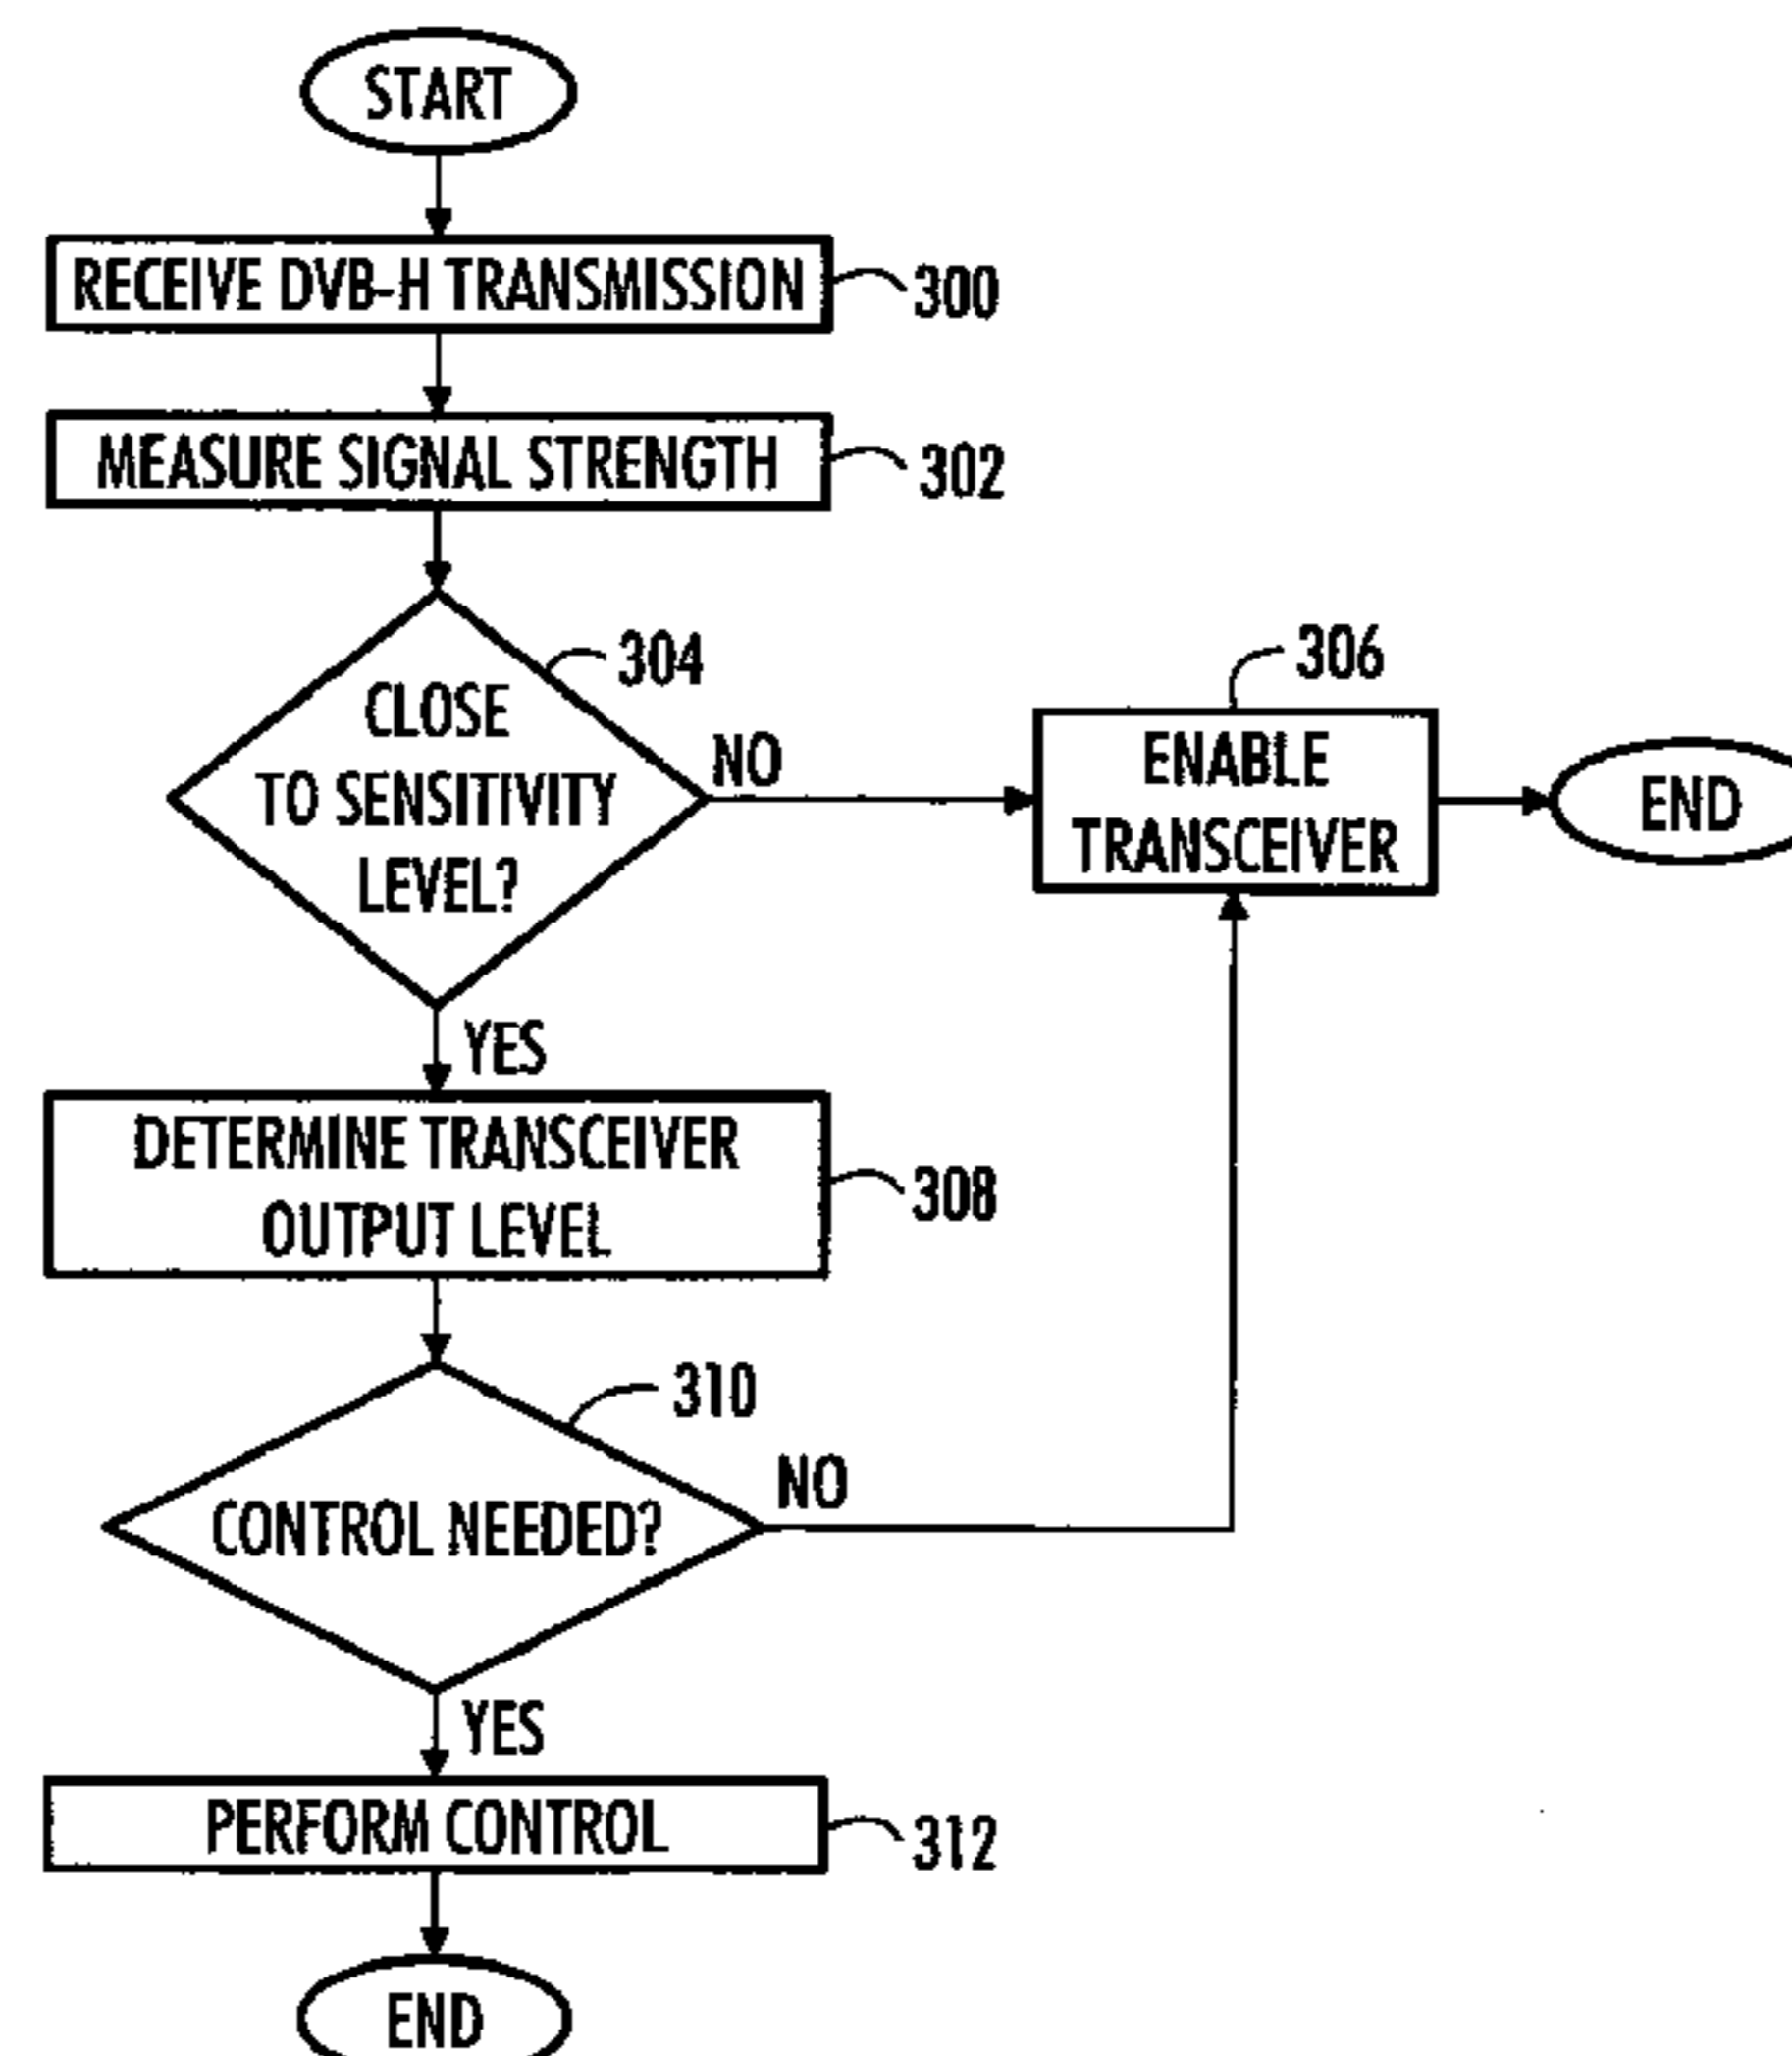 START
RECEIVE DVB-H TRANSMISSION
300
MEASURE SIGNAL STRENGTH
302
304
CLOSE
TO SENSITIVITY
LEVEL?
NO
306
ENABLE
TRANSCEIVER
END
YES
DETERMINE TRANSCEIVER
OUTPUT LEVEL
308
310
CONTROL NEEDED?
NO
YES
PERFORM CONTROL
312
END